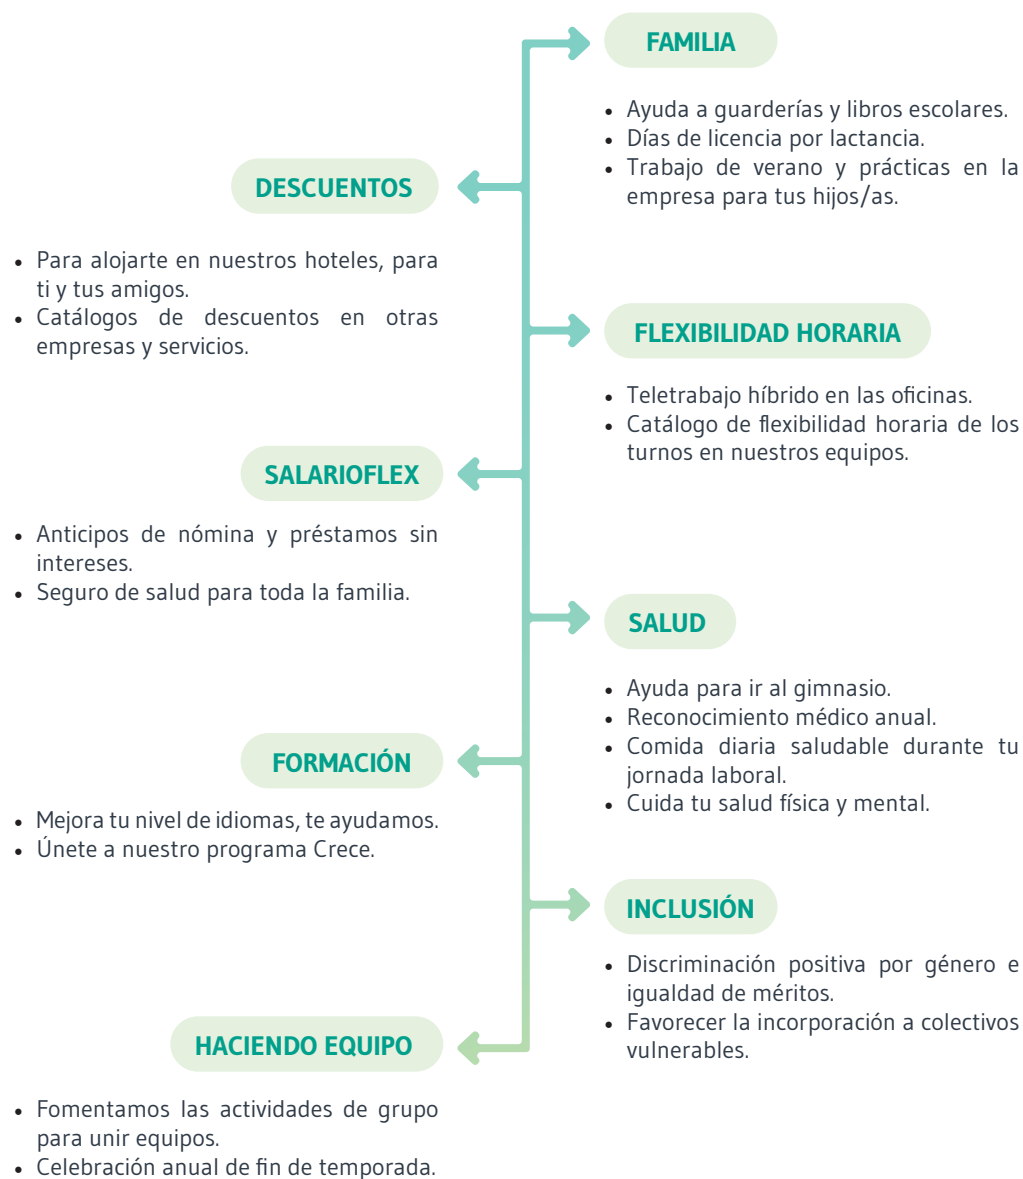 FAMILIA
• Ayuda a guarderías y libros escolares.
• Días de licencia por lactancia.
• Trabajo de verano y prácticas en la
empresa para tus hijos/as.
DESCUENTOS
• Para alojarte en nuestros hoteles, para
ti y tus amigos.
• Catálogos de descuentos en otras
empresas y servicios.
FLEXIBILIDAD HORARIA
• Teletrabajo híbrido en las oficinas.
• Catálogo de flexibilidad horaria de los
turnos en nuestros equipos.
SALARIOFLEX
• Anticipos de nómina y préstamos sin
intereses.
• Seguro de salud para toda la familia.
SALUD
• Ayuda para ir al gimnasio.
• Reconocimiento médico anual.
• Comida diaria saludable durante tu
jornada laboral.
• Cuida tu salud física y mental.
FORMACIÓN
• Mejora tu nivel de idiomas, te ayudamos.
• Únete a nuestro programa Crece.
INCLUSIÓN
• Discriminación positiva por género e
igualdad de méritos.
• Favorecer la incorporación a colectivos
vulnerables.
HACIENDO EQUIPO
• Fomentamos las actividades de grupo
para unir equipos.
• Celebración anual de fin de temporada.